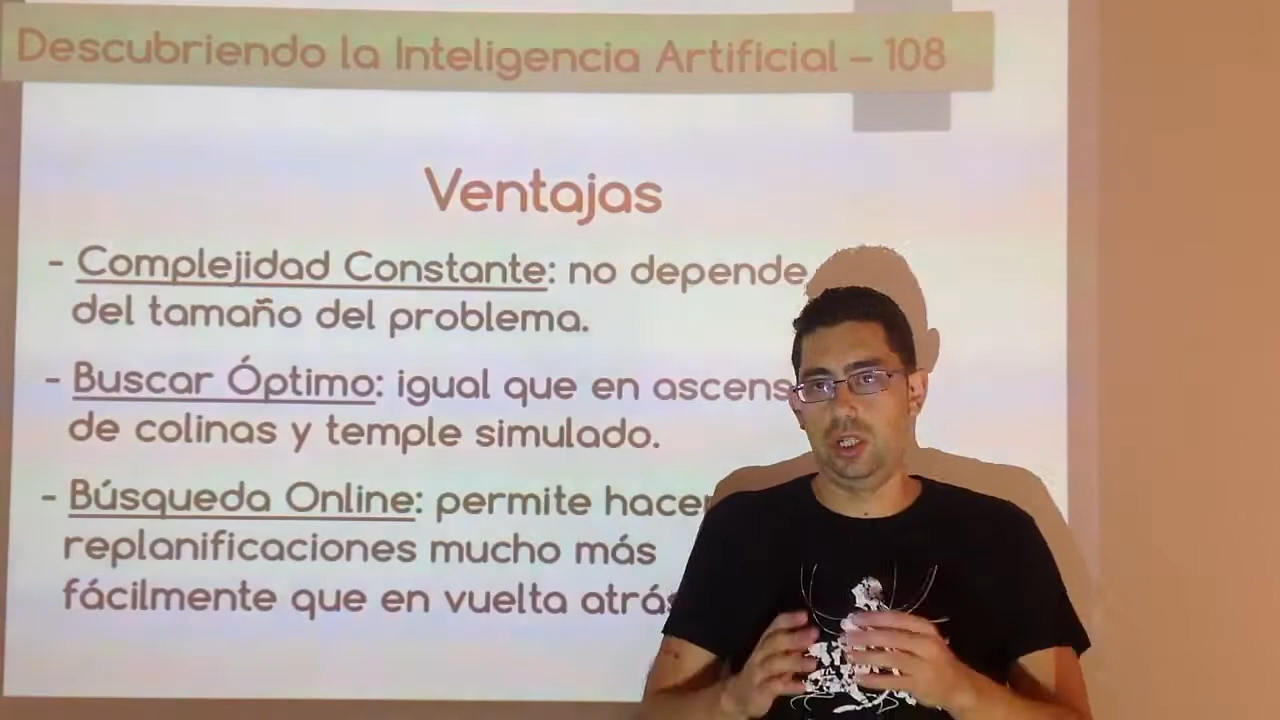 Descubriendo la Inteligencia Artificial – 108
Ventajas
- Complejidad Constante: no depende
del tamaño del problema.
- Buscar Óptimo: igual que en
de colinas y temple simulado.
- Búsqueda Online: permite hacer
replanificaciones mucho más
fácilmente que en vuelta atrás